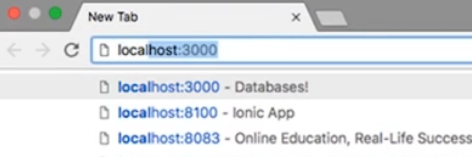 New Tab
localhost:3000
localhost:3000 - Databases!
localhost:8100 - Ionic App
localhost:8083 - Online Education, Real-Life Success